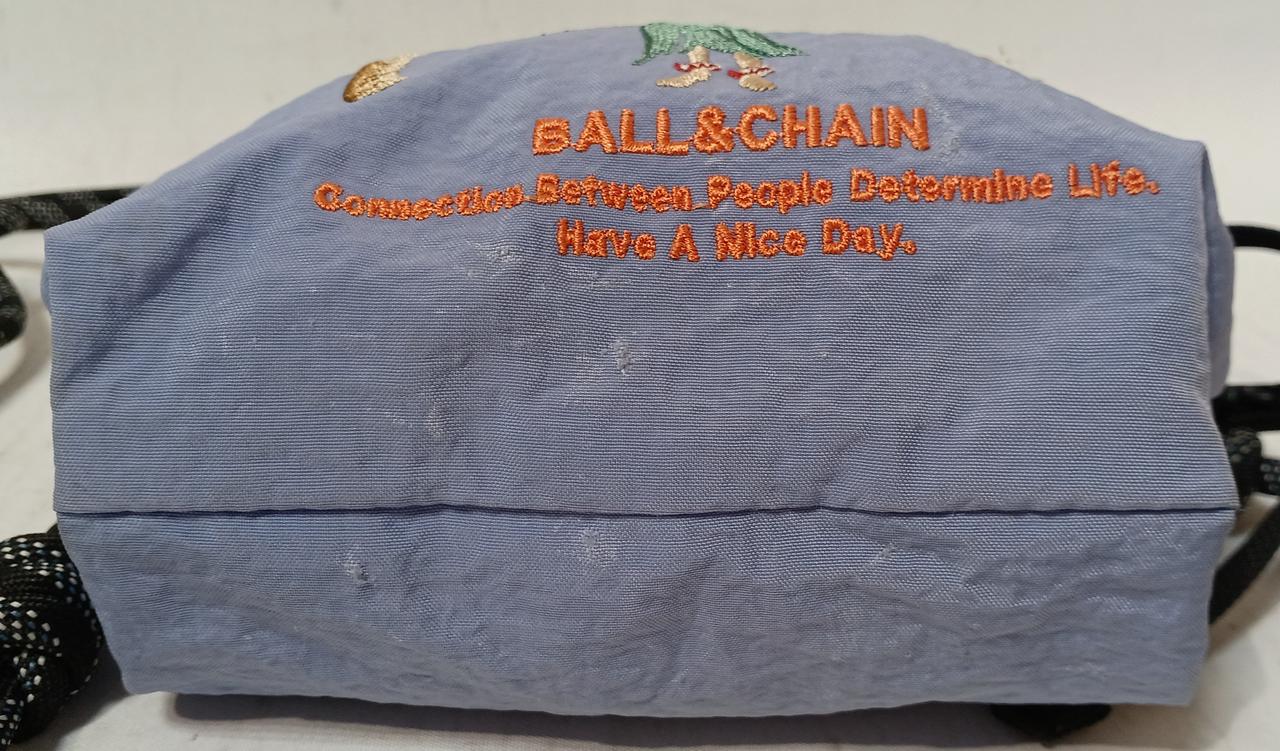 BALL&CHAIN
Connection Between People Determine Life.
Have A Nice Day.